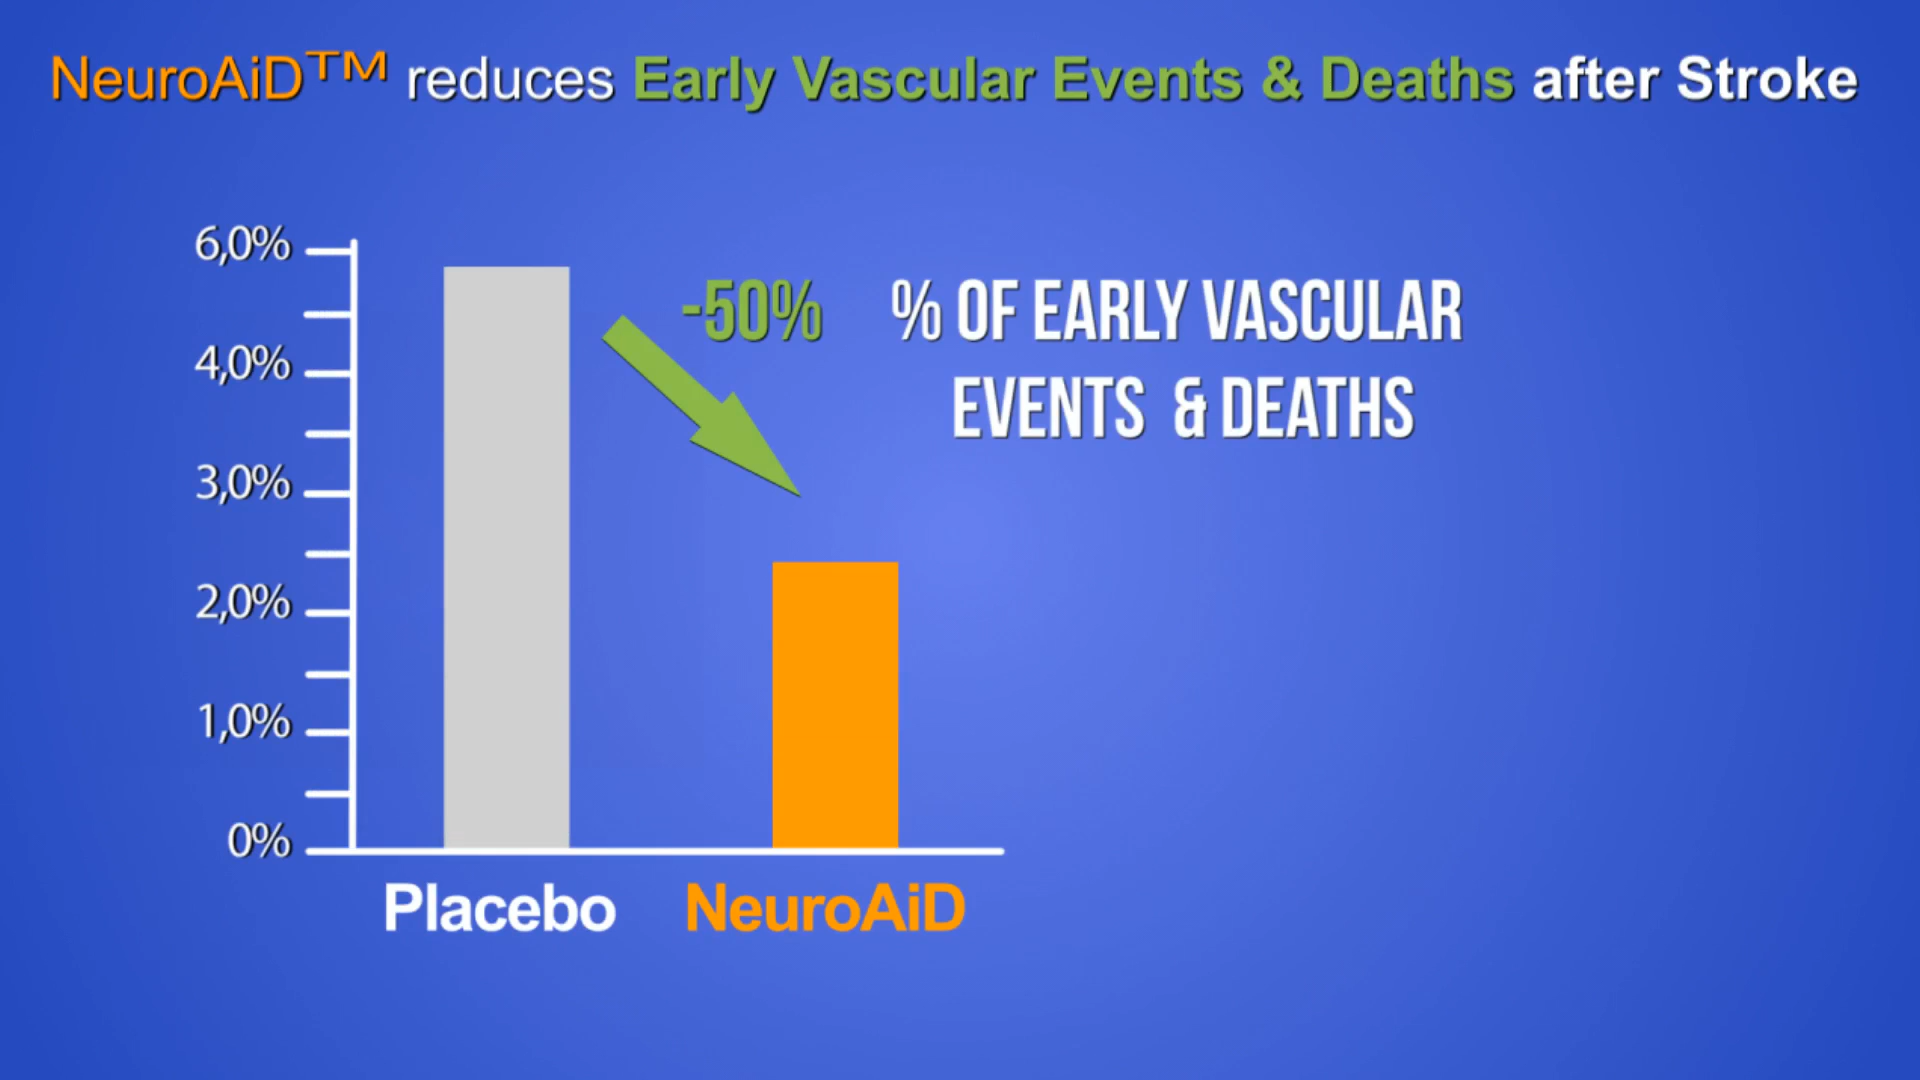 NeuroAiD™ reduces Early Vascular Events & Deaths after Stroke
6,0%
-50% % OF EARLY VASCULAR
EVENTS & DEATHS
4,0%
3,0%
2,0%
1,0%
0%
Placebo NeuroAiD